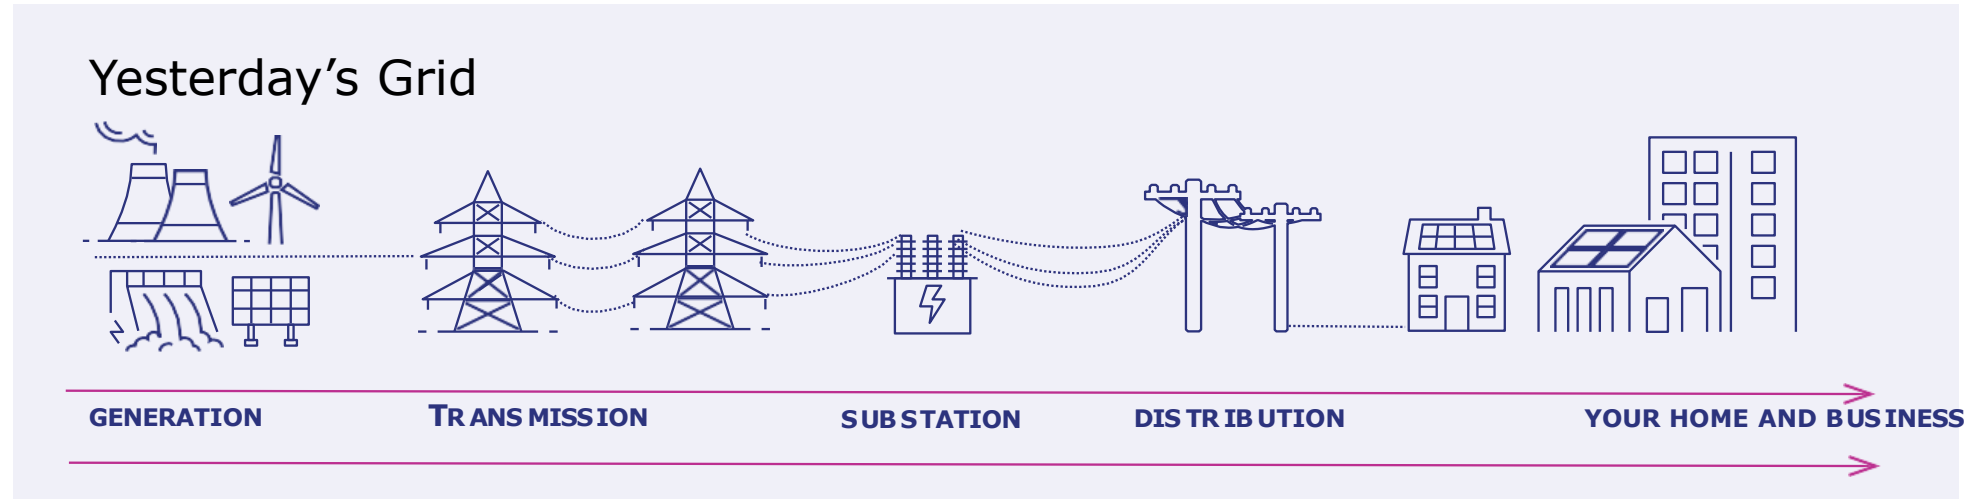 Yesterday’s Grid
GENERATION TRANSMISSION SUBSTATION DISTRIBUTION YOUR HOME AND BUSINESS